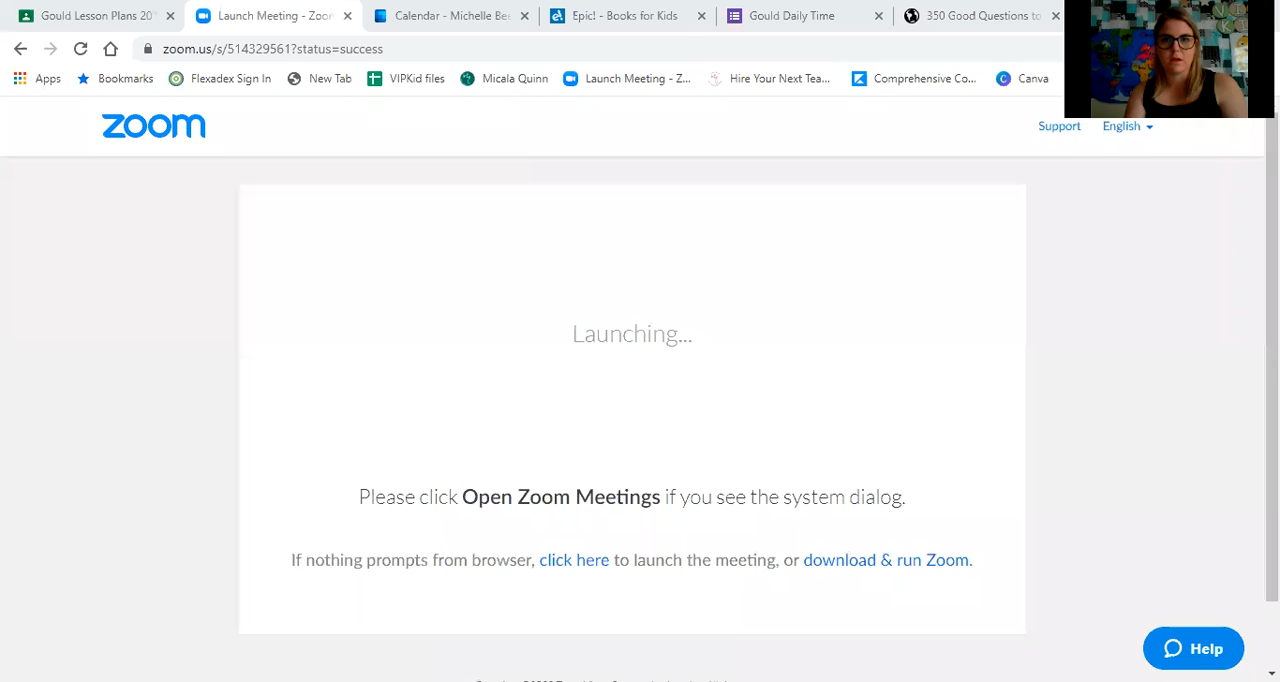 Gould Lesson Plans 20
Launch Meeting - Zoo
Calendar - Michelle Be
Epic! - Books for Kids
Gould Daily Time
350 Good Questions to
zoom.us/s/514329561?status=success
Apps
Bookmarks
Flexadex Sign In
New Tab
VIPKid files
Micala Quinn
Launch Meeting - Z...
Hire Your Next Tea...
Comprehensive Co...
Canva
zoom
Support
English
Launching...
Please click Open Zoom Meetings if you see the system dialog.
If nothing prompts from browser, click here to launch the meeting, or download & run Zoom.
Help